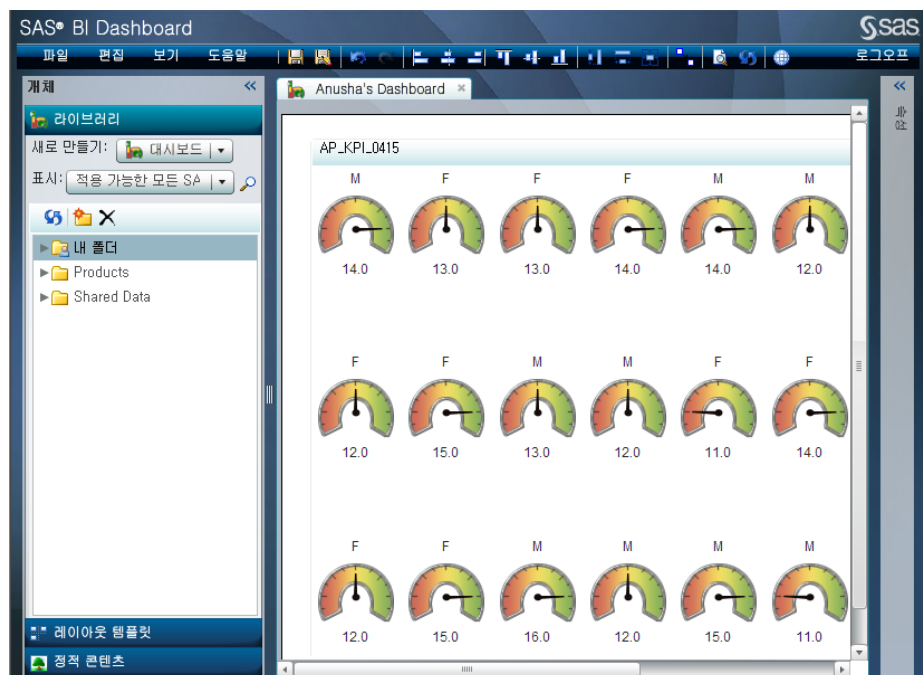 SAS® BI Dashboard
sas
파일 편집 보기 도움말
로그오프
개체
라이브러리
새로 만들기: 대시보드
표시: 적용 가능한 모든 SA
내 폴더
Products
Shared Data
레이아웃 템플릿
정적 콘텐츠
Anusha's Dashboard
AP_KPI_0415
M F F F M M
14.0 13.0 13.0 14.0 14.0 12.0
F F M M F F
12.0 15.0 13.0 12.0 11.0 14.0
F F M M M M
12.0 15.0 16.0 12.0 15.0 11.0
속성